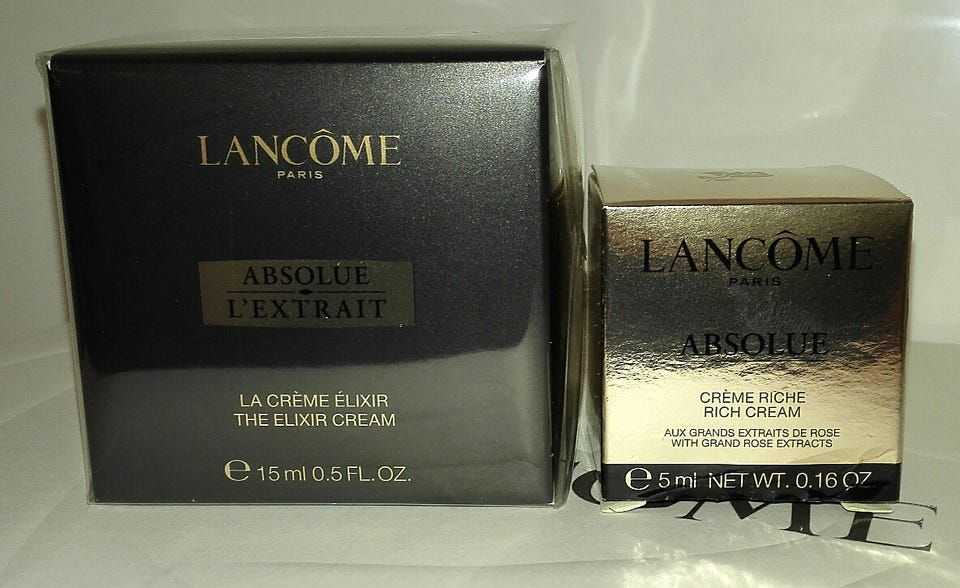 LANCÔME
PARIS
ABSOLUE
L'EXTRAIT
LA CRÈME ÉLIXIR
THE ELIXIR CREAM
℮ 15 ml 0.5 FL. OZ.
LANCÔME
PARIS
ABSOLUE
CRÈME RICHE
RICH CREAM
AUX GRANDS EXTRAITS DE ROSE
WITH GRAND ROSE EXTRACTS
℮ 5 ml NET WT. 0.16 OZ.